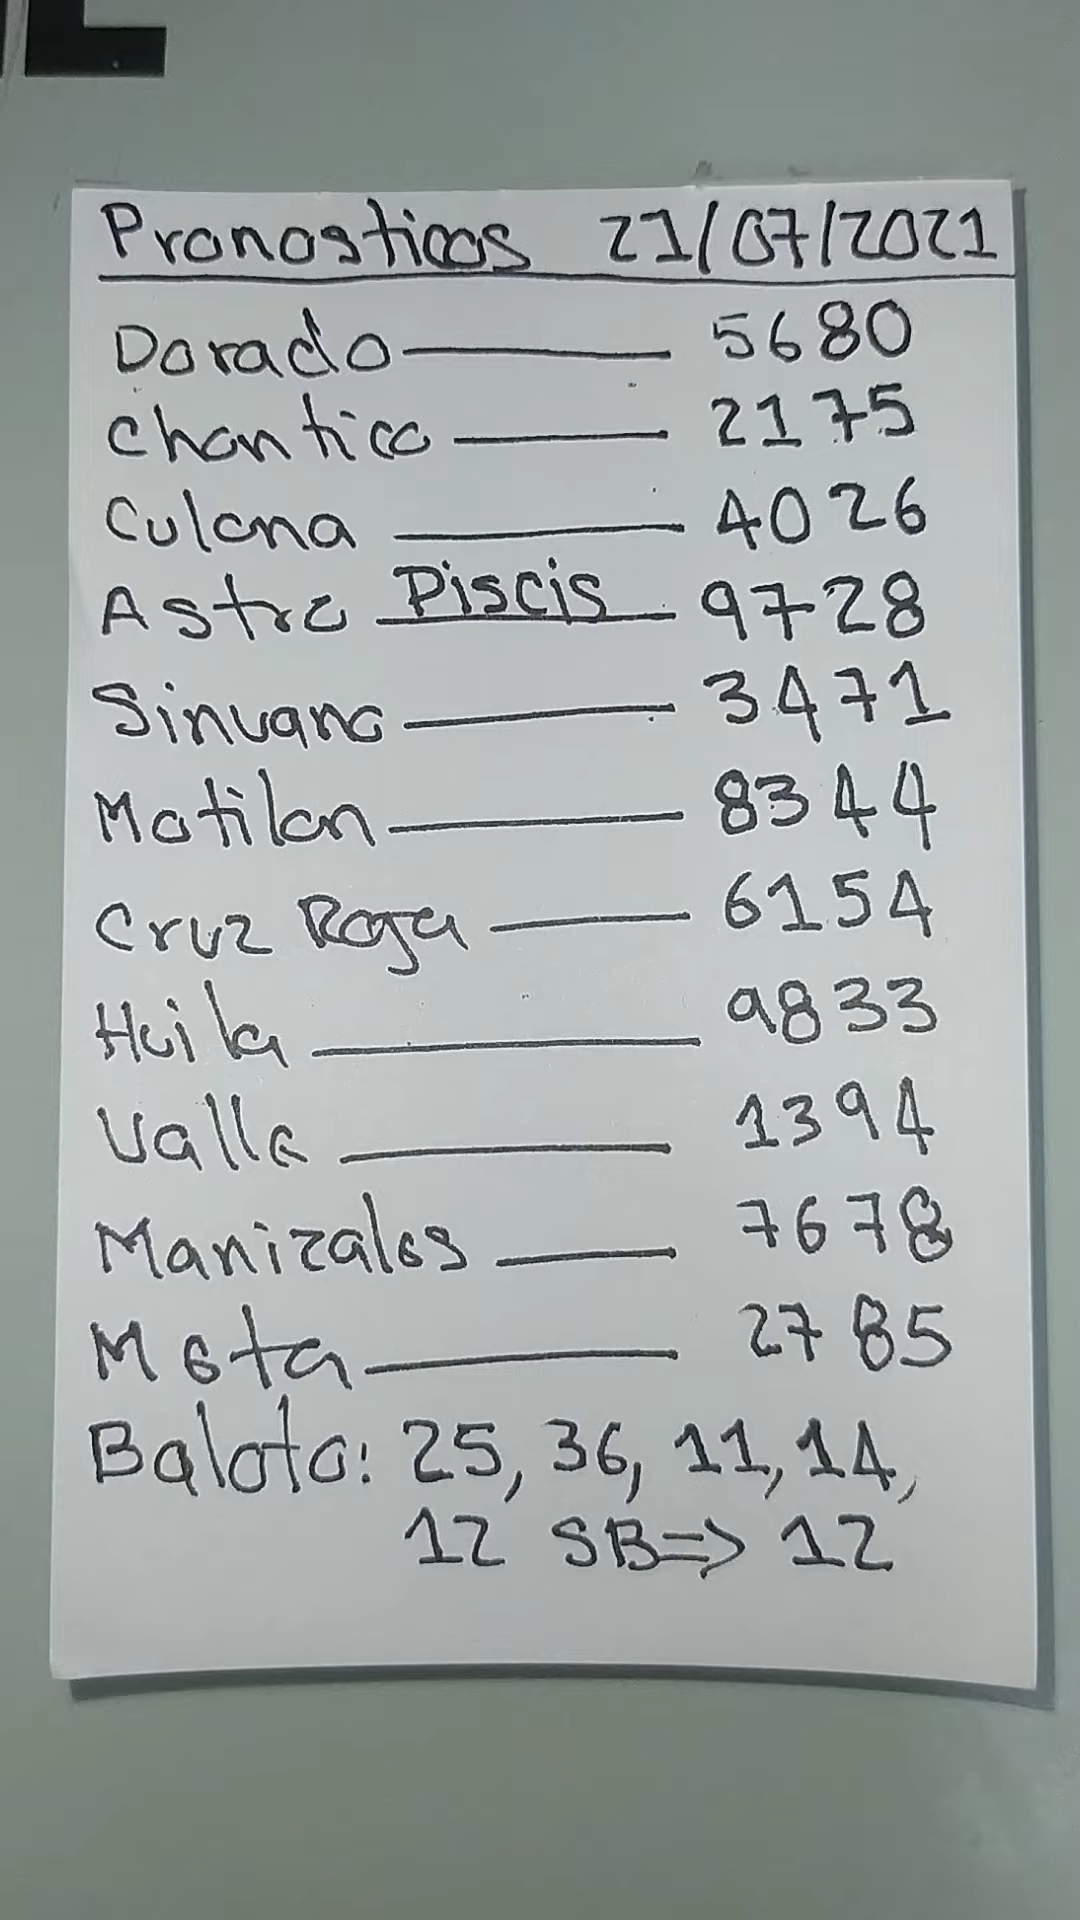 Pronosticos 21/07/2021
Dorado 5680
Chontico 2175
Culona 4026
Astro Piscis 9728
Sinuano 3471
Motilon 8344
Cruz Roja 6154
Huila 9833
Valle 1394
Manizales 7678
Meta 2785
Baloto: 25, 36, 11, 14,
12 SB=> 12